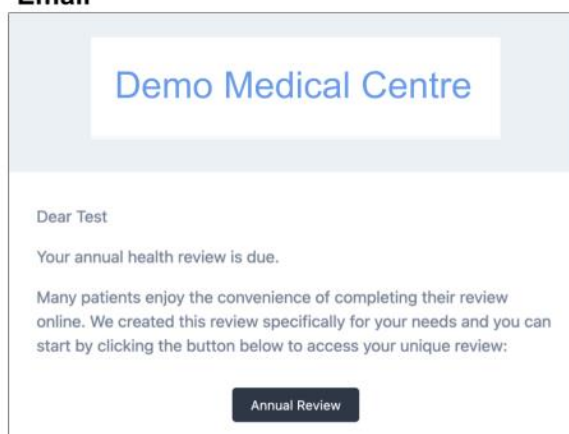 Email
Demo Medical Centre
Dear Test
Your annual health review is due.
Many patients enjoy the convenience of completing their review
online. We created this review specifically for your needs and you can
start by clicking the button below to access your unique review:
Annual Review